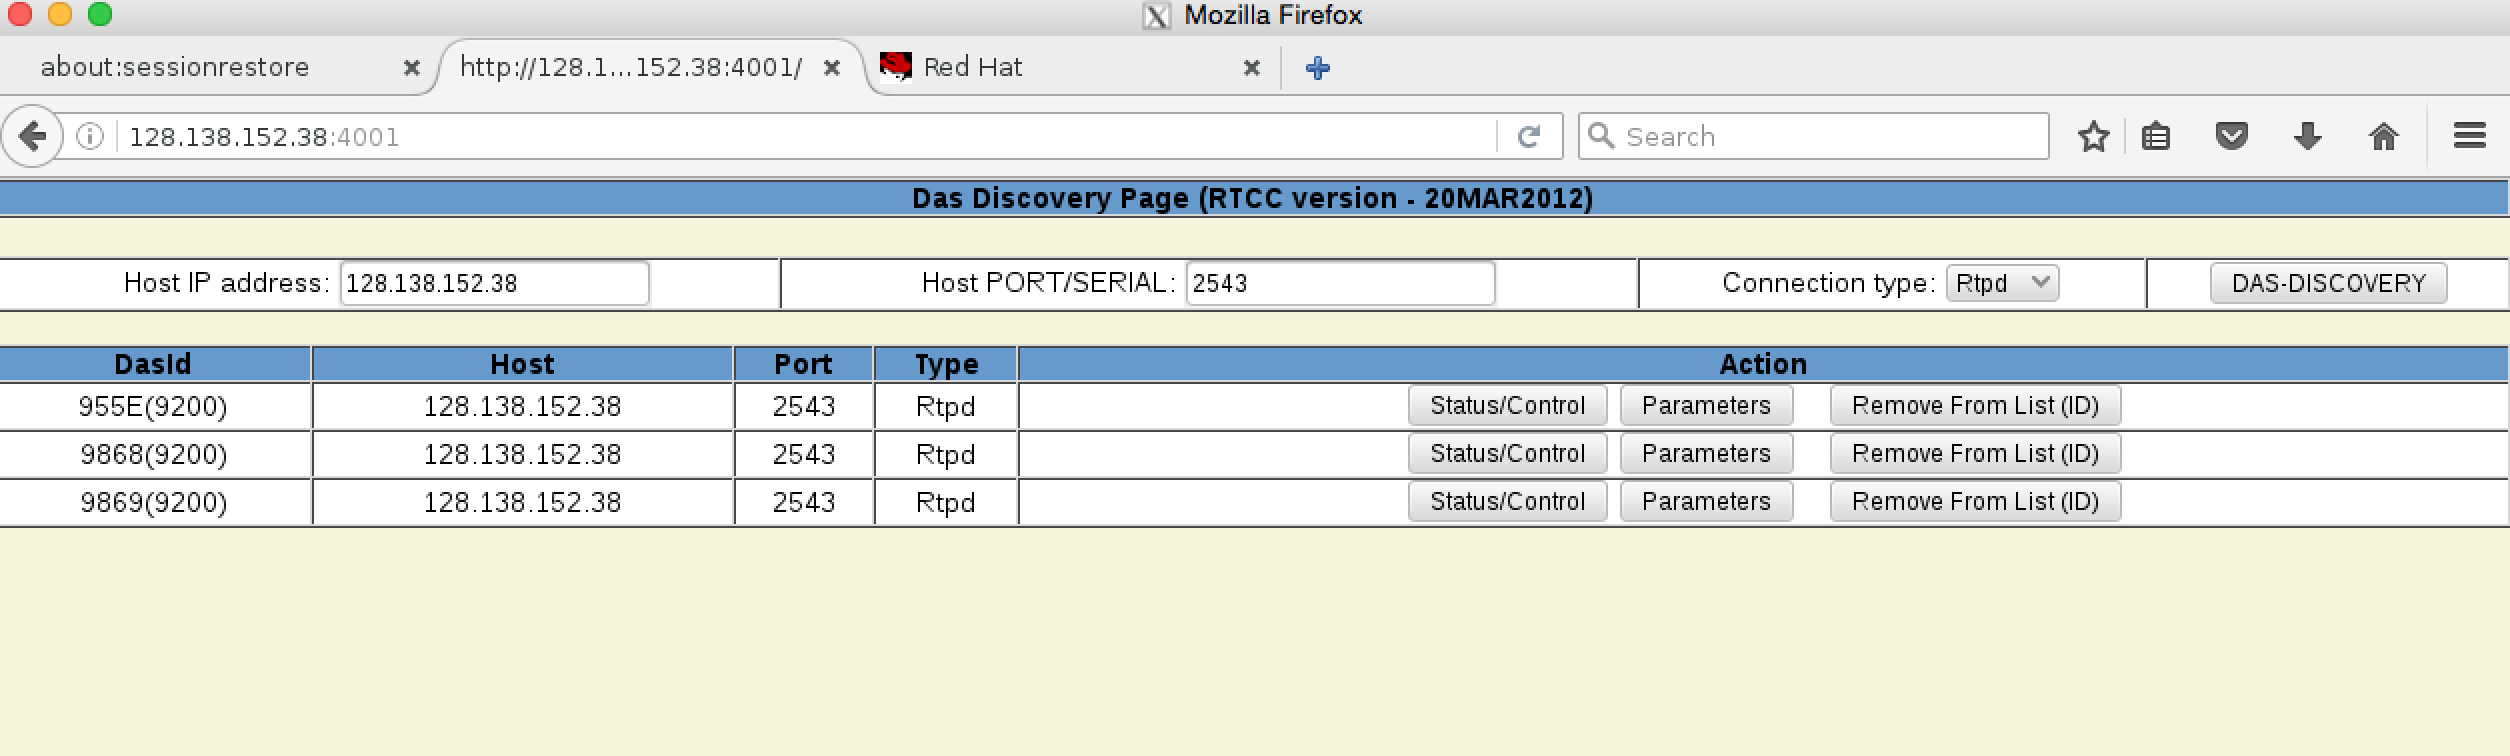 Mozilla Firefox
about:sessionrestore http://128.1...152.38:4001/ Red Hat
128.138.152.38:4001 Search
Das Discovery Page (RTCC version - 20MAR2012)
Host IP address: 128.138.152.38 Host PORT/SERIAL: 2543 Connection type: Rtpd DAS-DISCOVERY
DasId Host Port Type Action
955E(9200) 128.138.152.38 2543 Rtpd Status/Control Parameters Remove From List (ID)
9868(9200) 128.138.152.38 2543 Rtpd Status/Control Parameters Remove From List (ID)
9869(9200) 128.138.152.38 2543 Rtpd Status/Control Parameters Remove From List (ID)